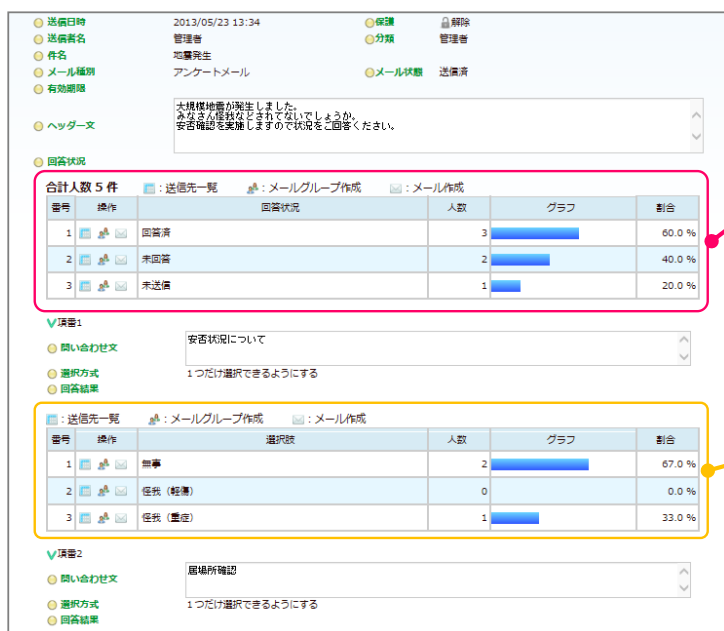 送信日時 2013/05/23 13:34 保護 解除
送信者名 管理者 分類 管理者
件名 地震発生
メール種別 アンケートメール メール状態 送信済
有効期限
ヘッダー文
大規模地震が発生しました。
みなさん怪我などされてないでしょうか。
安否確認を実施しますので状況をご回答ください。
回答状況
合計人数 5 件 :送信先一覧 :メールグループ作成 :メール作成
番号 操作 回答状況 人数 グラフ 割合
1 回答済 3 60.0 %
2 未回答 2 40.0 %
3 未送信 1 20.0 %
項番1
問い合わせ文 安否状況について
選択方式 1つだけ選択できるようにする
回答結果
:送信先一覧 :メールグループ作成 :メール作成
番号 操作 選択肢 人数 グラフ 割合
1 無事 2 67.0 %
2 怪我(軽傷) 0 0.0 %
3 怪我(重症) 1 33.0 %
項番2
問い合わせ文 居場所確認
選択方式 1つだけ選択できるようにする
回答結果